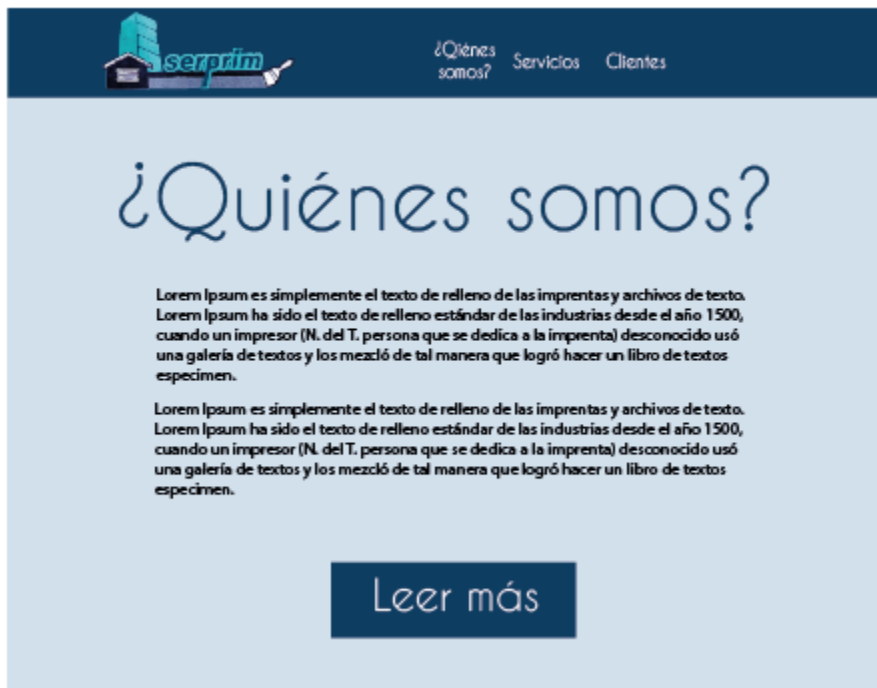 serprim
¿Qiénes
somos?
Servicios
Clientes
¿Quiénes somos?
Lorem Ipsum es simplemente el texto de relleno de las imprentas y archivos de texto.
Lorem Ipsum ha sido el texto de relleno estándar de las industrias desde el año 1500,
cuando un impresor (N. del T. persona que se dedica a la imprenta) desconocido usó
una galería de textos y los mezcló de tal manera que logró hacer un libro de textos
especimen.
Lorem Ipsum es simplemente el texto de relleno de las imprentas y archivos de texto.
Lorem Ipsum ha sido el texto de relleno estándar de las industrias desde el año 1500,
cuando un impresor (N. del T. persona que se dedica a la imprenta) desconocido usó
una galería de textos y los mezcló de tal manera que logró hacer un libro de textos
especimen.
Leer más